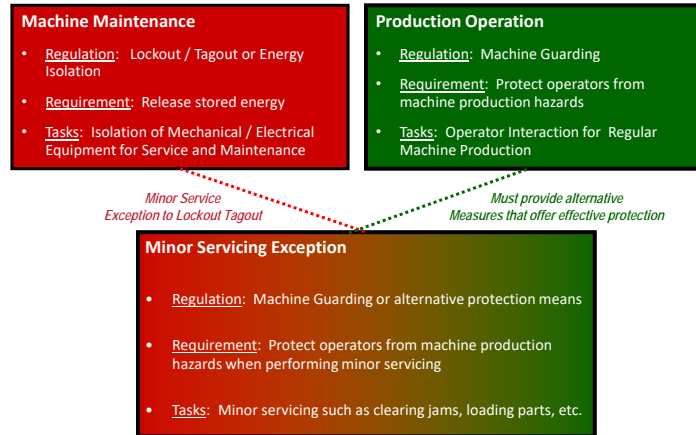 Machine Maintenance
• Regulation: Lockout / Tagout or Energy
Isolation
• Requirement: Release stored energy
• Tasks: Isolation of Mechanical / Electrical
Equipment for Service and Maintenance
Production Operation
• Regulation: Machine Guarding
• Requirement: Protect operators from
machine production hazards
• Tasks: Operator Interaction for Regular
Machine Production
Minor Service
Exception to Lockout Tagout
Must provide alternative
Measures that offer effective protection
Minor Servicing Exception
• Regulation: Machine Guarding or alternative protection means
• Requirement: Protect operators from machine production
hazards when performing minor servicing
• Tasks: Minor servicing such as clearing jams, loading parts, etc.